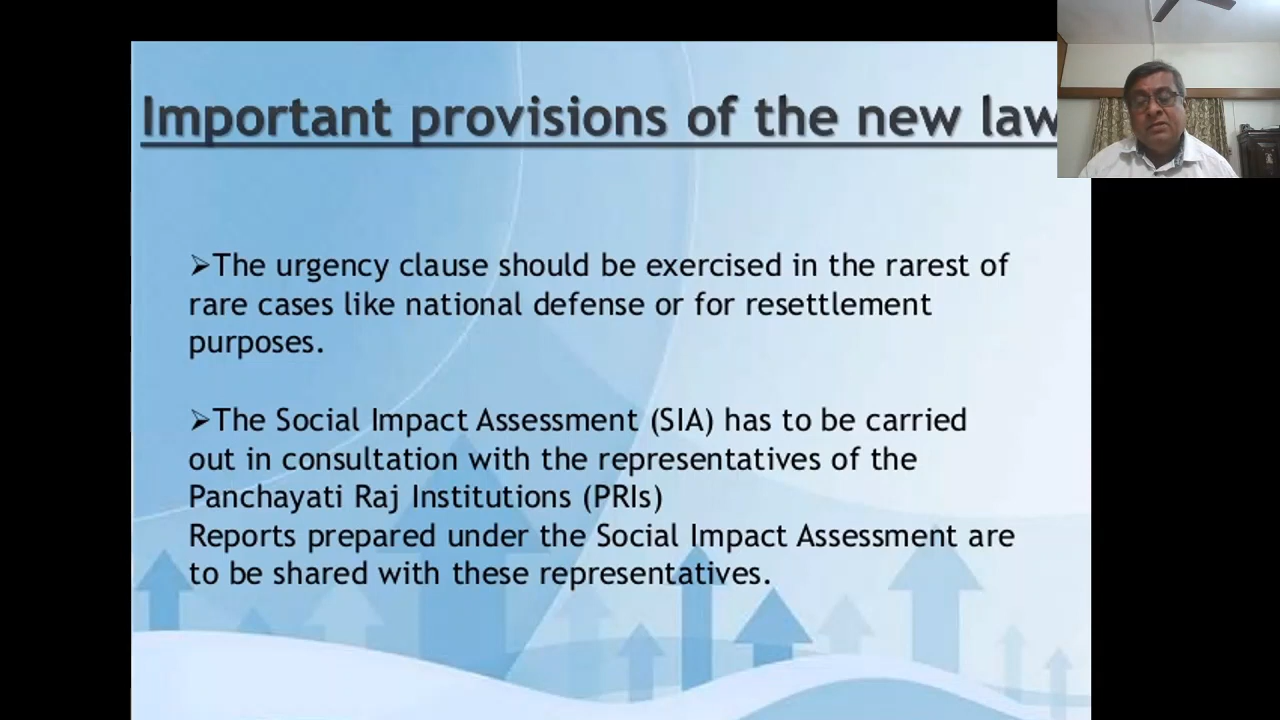 Important provisions of the new law
➢The urgency clause should be exercised in the rarest of
rare cases like national defense or for resettlement
purposes.
➢The Social Impact Assessment (SIA) has to be carried
out in consultation with the representatives of the
Panchayati Raj Institutions (PRIs)
Reports prepared under the Social Impact Assessment are
to be shared with these representatives.